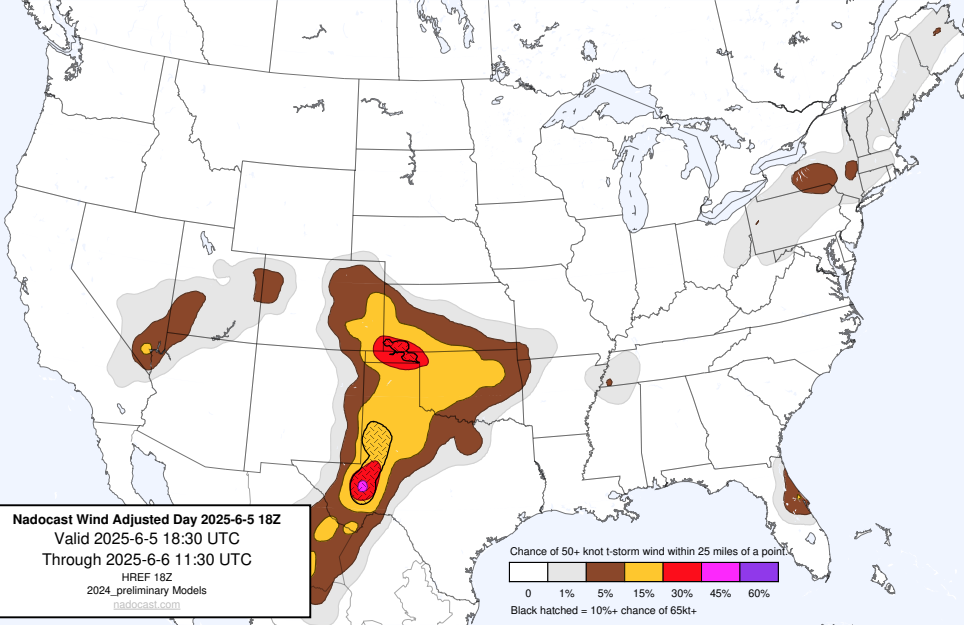 Nadocast Wind Adjusted Day 2025-6-5 18Z
Valid 2025-6-5 18:30 UTC
Through 2025-6-6 11:30 UTC
HREF 18Z
2024_preliminary Models
nadocast.com
Chance of 50+ knot t-storm wind within 25 miles of a point.
0 1% 5% 15% 30% 45% 60%
Black hatched = 10%+ chance of 65kt+